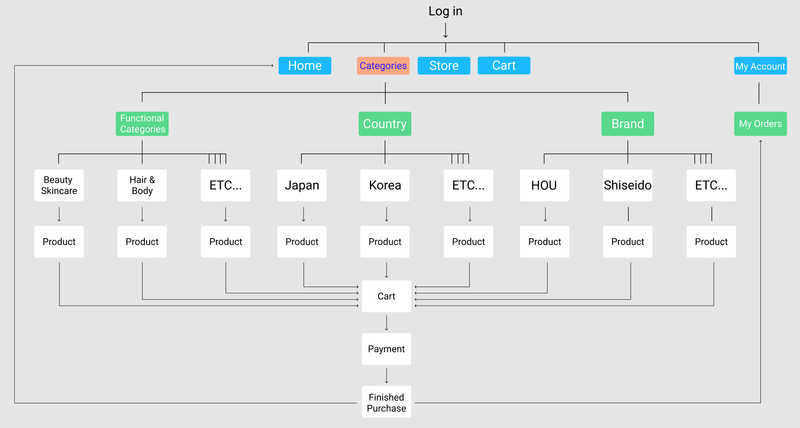 Log in
Home
Categories
Store
Cart
My Account
Functional
Categories
Country
Brand
My Orders
Beauty
Skincare
Hair &
Body
ETC...
Japan
Korea
ETC...
HOU
Shiseido
ETC...
Product
Product
Product
Product
Product
Product
Product
Product
Product
Cart
Payment
Finished
Purchase